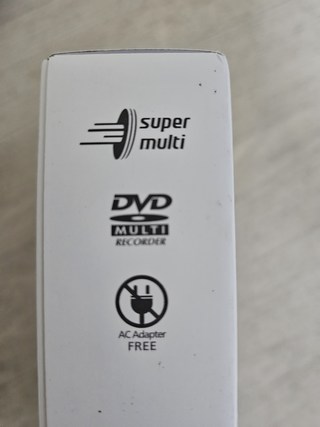 super
multi
DVD
MULTI
RECORDER
AC Adapter
FREE